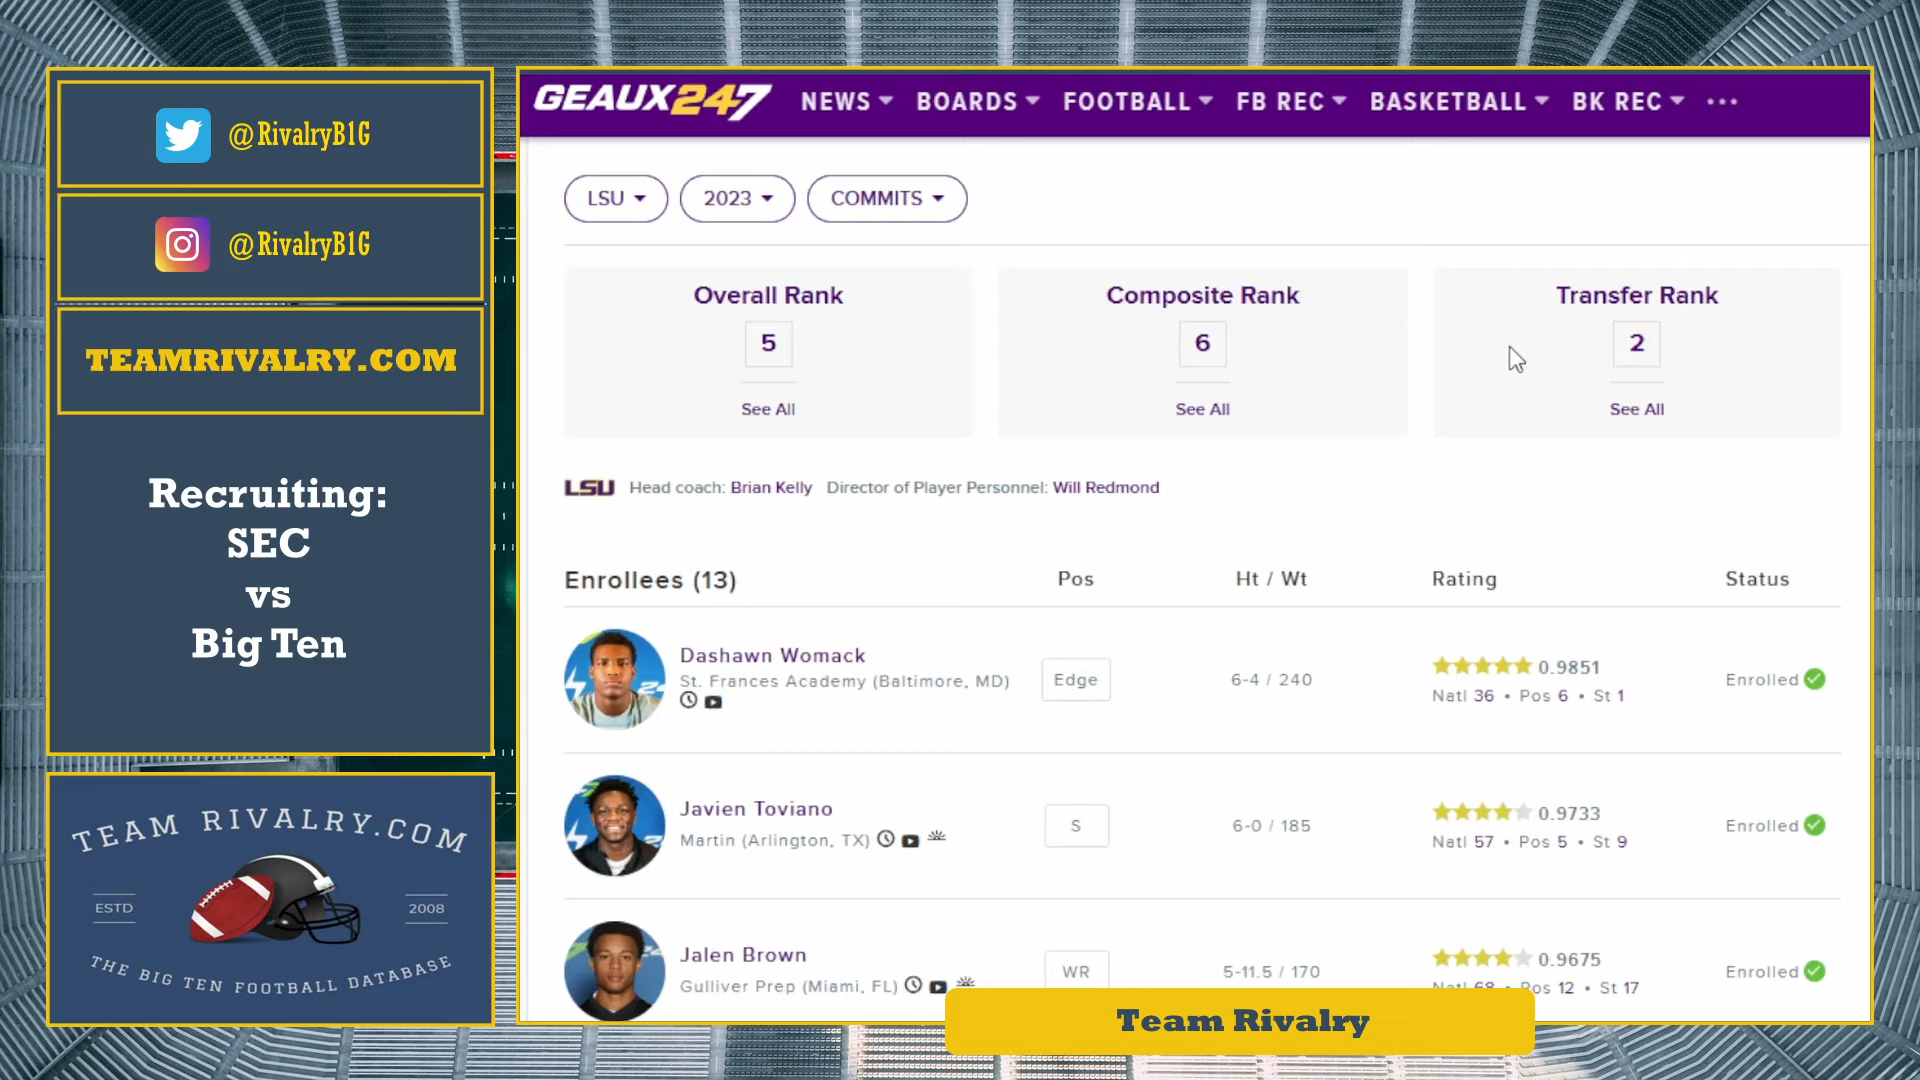 @RivalryB1G
@RivalryB1G
TEAMRIVALRY.COM
Recruiting:
SEC
vs
Big Ten
TEAM RIVALRY.COM
ESTD 2008
THE BIG TEN FOOTBALL DATABASE
GEAUX247 NEWS BOARDS FOOTBALL FB REC BASKETBALL BK REC
LSU 2023 COMMITS
Overall Rank Composite Rank Transfer Rank
5 6 2
See All See All See All
LSU Head coach: Brian Kelly Director of Player Personnel: Will Redmond
Enrollees (13) Pos Ht / Wt Rating Status
Dashawn Womack
St. Frances Academy (Baltimore, MD)
Edge 6-4 / 240 0.9851 Enrolled
Natl 36 • Pos 6 • St 1
Javien Toviano
Martin (Arlington, TX)
S 6-0 / 185 0.9733 Enrolled
Natl 57 • Pos 5 • St 9
Jalen Brown
Gulliver Prep (Miami, FL)
WR 5-11.5 / 170 0.9675 Enrolled
Natl 68 • Pos 12 • St 17
Team Rivalry